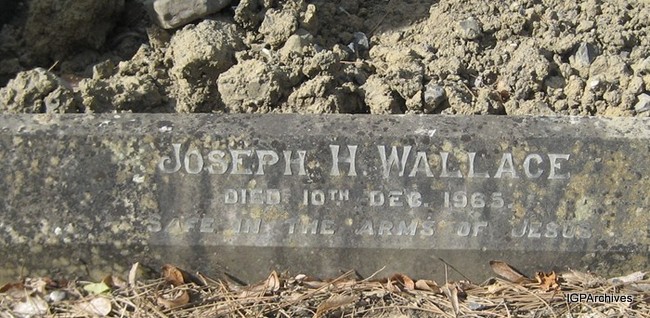 JOSEPH H. WALLACE
DIED 10TH DEC. 1965.
SAFE IN THE ARMS OF JESUS
IGPArchives